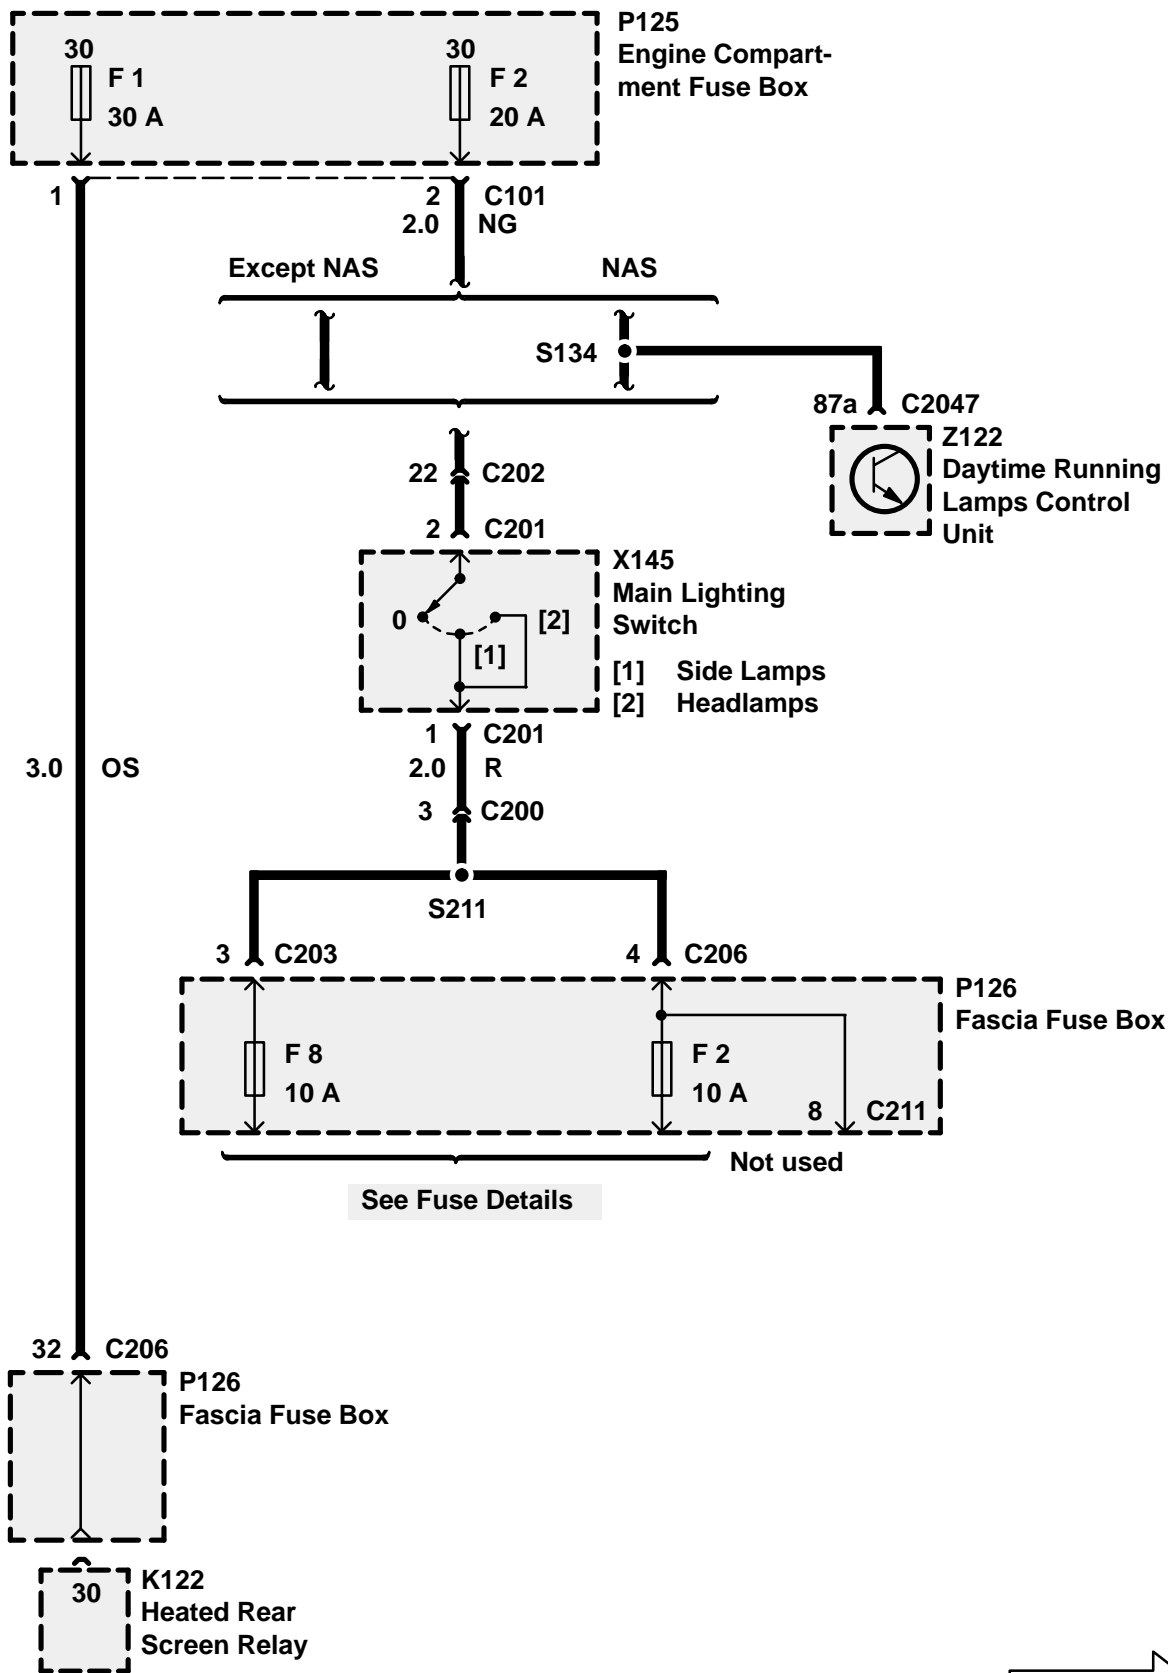 P125
Engine Compart-
ment Fuse Box
30
F 1
30 A
30
F 2
20 A
1
2 C101
2.0 NG
Except NAS
NAS
S134
87a C2047
Z122
Daytime Running
Lamps Control
Unit
22 C202
2 C201
X145
Main Lighting
Switch
[1] Side Lamps
[2] Headlamps
0
[1]
[2]
1 C201
2.0 R
3 C200
3.0 OS
S211
3 C203
4 C206
P126
Fascia Fuse Box
F 8
10 A
F 2
10 A
8 C211
Not used
See Fuse Details
32 C206
P126
Fascia Fuse Box
30
K122
Heated Rear
Screen Relay